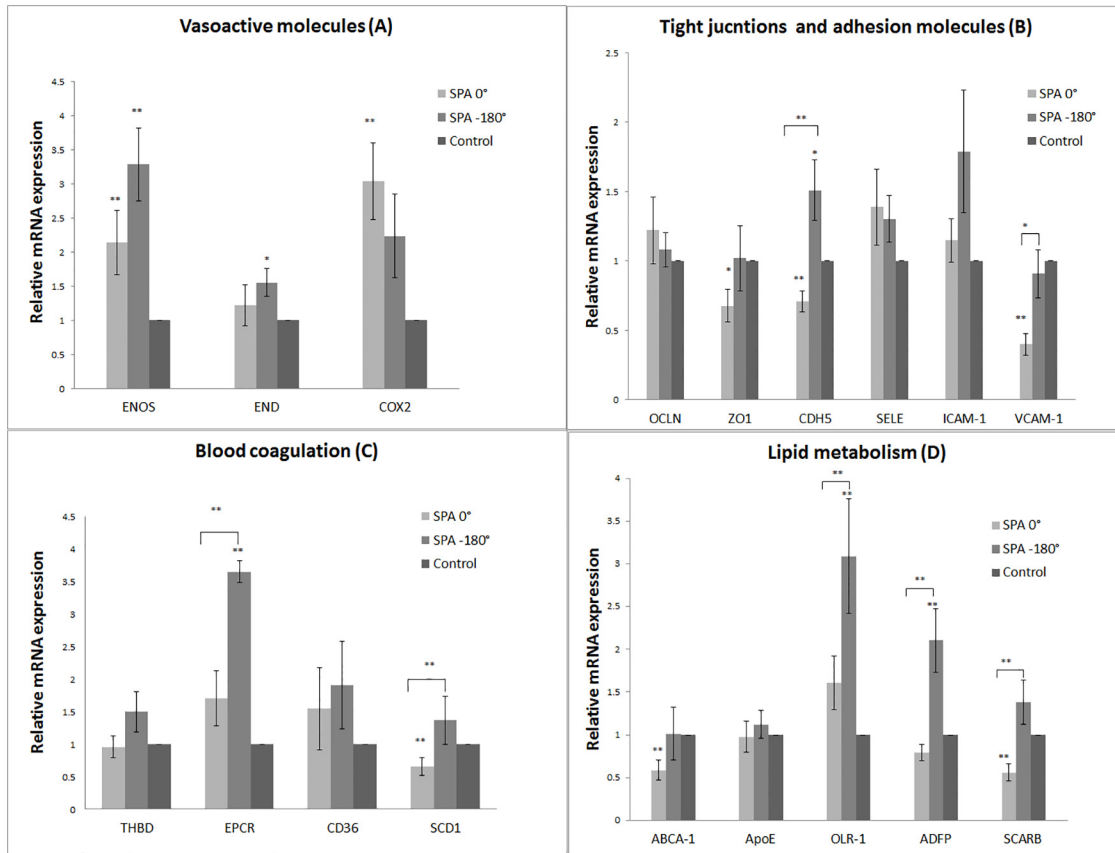 Vasoactive molecules (A)
Relative mRNA expression
4.5
4
3.5
3
2.5
2
1.5
1
0.5
0
**
**
*
**
SPA 0°
SPA -180°
Control
ENOS END COX2
Tight jucntions and adhesion molecules (B)
Relative mRNA expression
2.5
2
1.5
1
0.5
0
*
**
*
**
*
**
SPA 0°
SPA -180°
Control
OCLN ZO1 CDH5 SELE ICAM-1 VCAM-1
Blood coagulation (C)
Relative mRNA expression
4.5
4
3.5
3
2.5
2
1.5
1
0.5
0
**
**
**
**
SPA 0°
SPA -180°
Control
THBD EPCR CD36 SCD1
Lipid metabolism (D)
Relative mRNA expression
4
3.5
3
2.5
2
1.5
1
0.5
0
**
**
**
**
**
**
**
SPA 0°
SPA -180°
Control
ABCA-1 ApoE OLR-1 ADFP SCARB